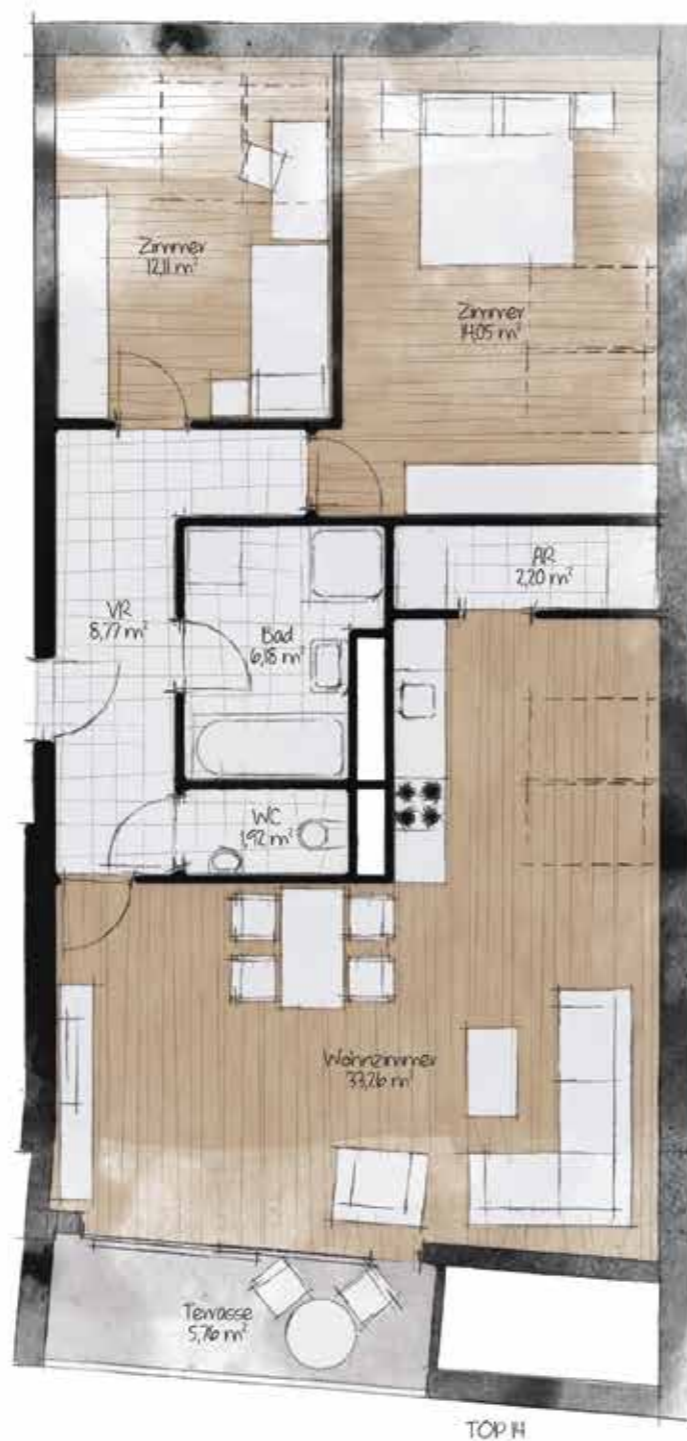 Zimmer
12,11 m²
Zimmer
14,05 m²
AR
2,20 m²
VR
8,77 m²
Bad
6,18 m²
WC
1,92 m²
Wohnzimmer
33,26 m²
Terrasse
5,76 m²
TOP 14